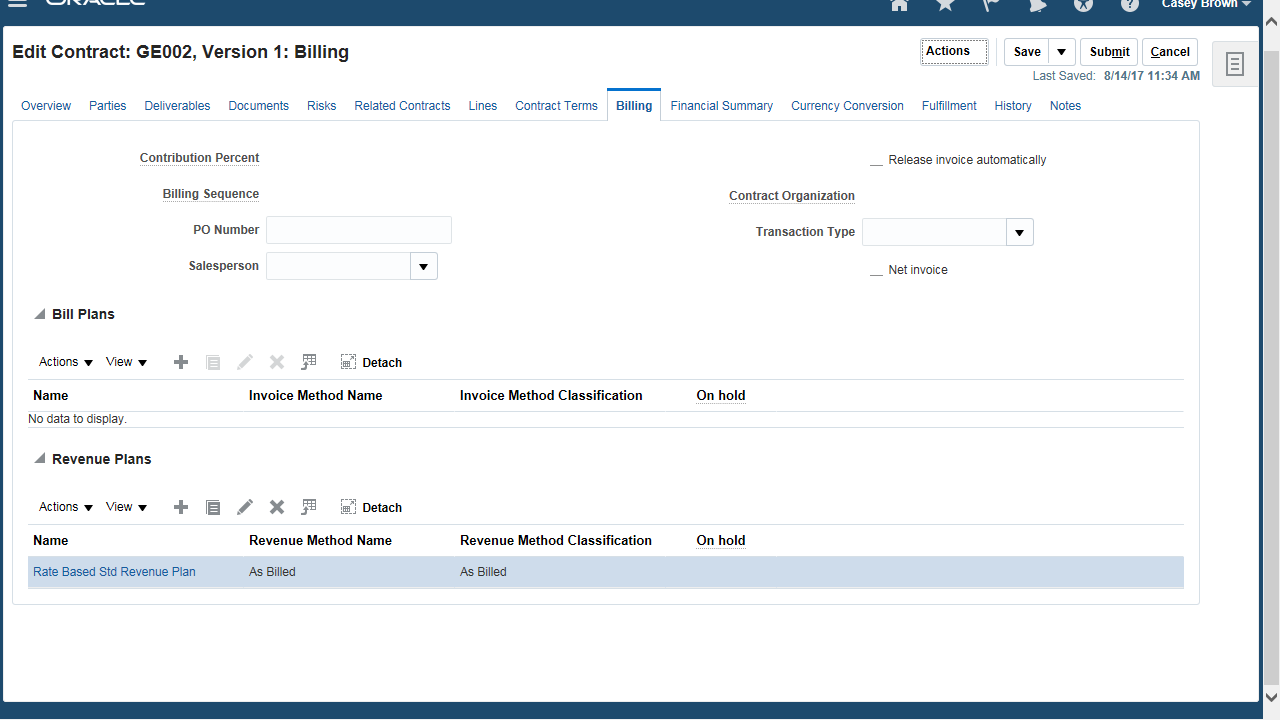 ORACLE
Casey Brown
Edit Contract: GE002, Version 1: Billing
Actions
Save
Submit
Cancel
Last Saved: 8/14/17 11:34 AM
Overview Parties Deliverables Documents Risks Related Contracts Lines Contract Terms Billing Financial Summary Currency Conversion Fulfillment History Notes
Contribution Percent
Release invoice automatically
Billing Sequence
Contract Organization
PO Number
Transaction Type
Salesperson
Net invoice
Bill Plans
Actions View Detach
Name Invoice Method Name Invoice Method Classification On hold
No data to display.
Revenue Plans
Actions View Detach
Name Revenue Method Name Revenue Method Classification On hold
Rate Based Std Revenue Plan As Billed As Billed